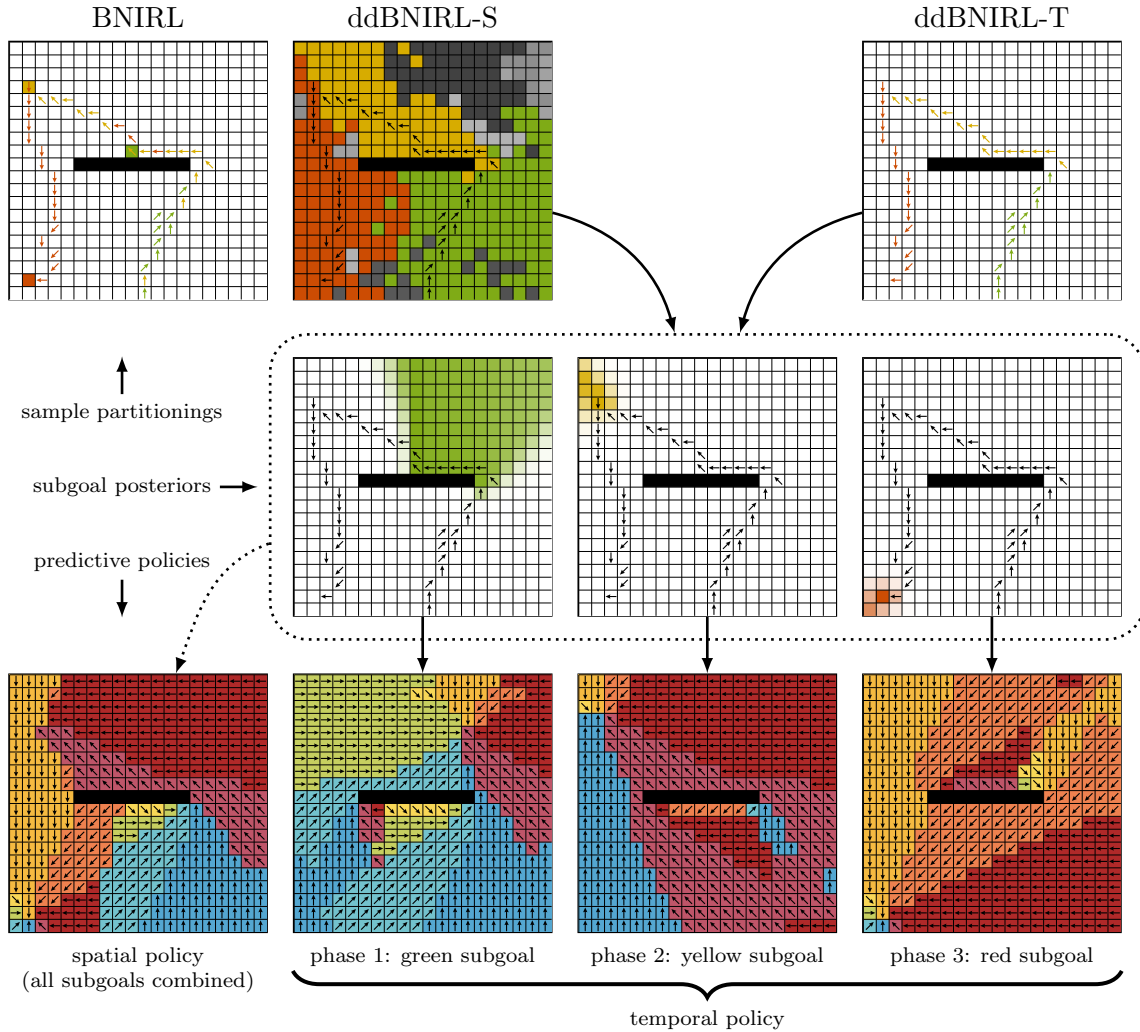 BNIRL
ddBNIRL-S
ddBNIRL-T
sample partitionings
subgoal posteriors
predictive policies
spatial policy
(all subgoals combined)
phase 1: green subgoal
phase 2: yellow subgoal
phase 3: red subgoal
temporal policy